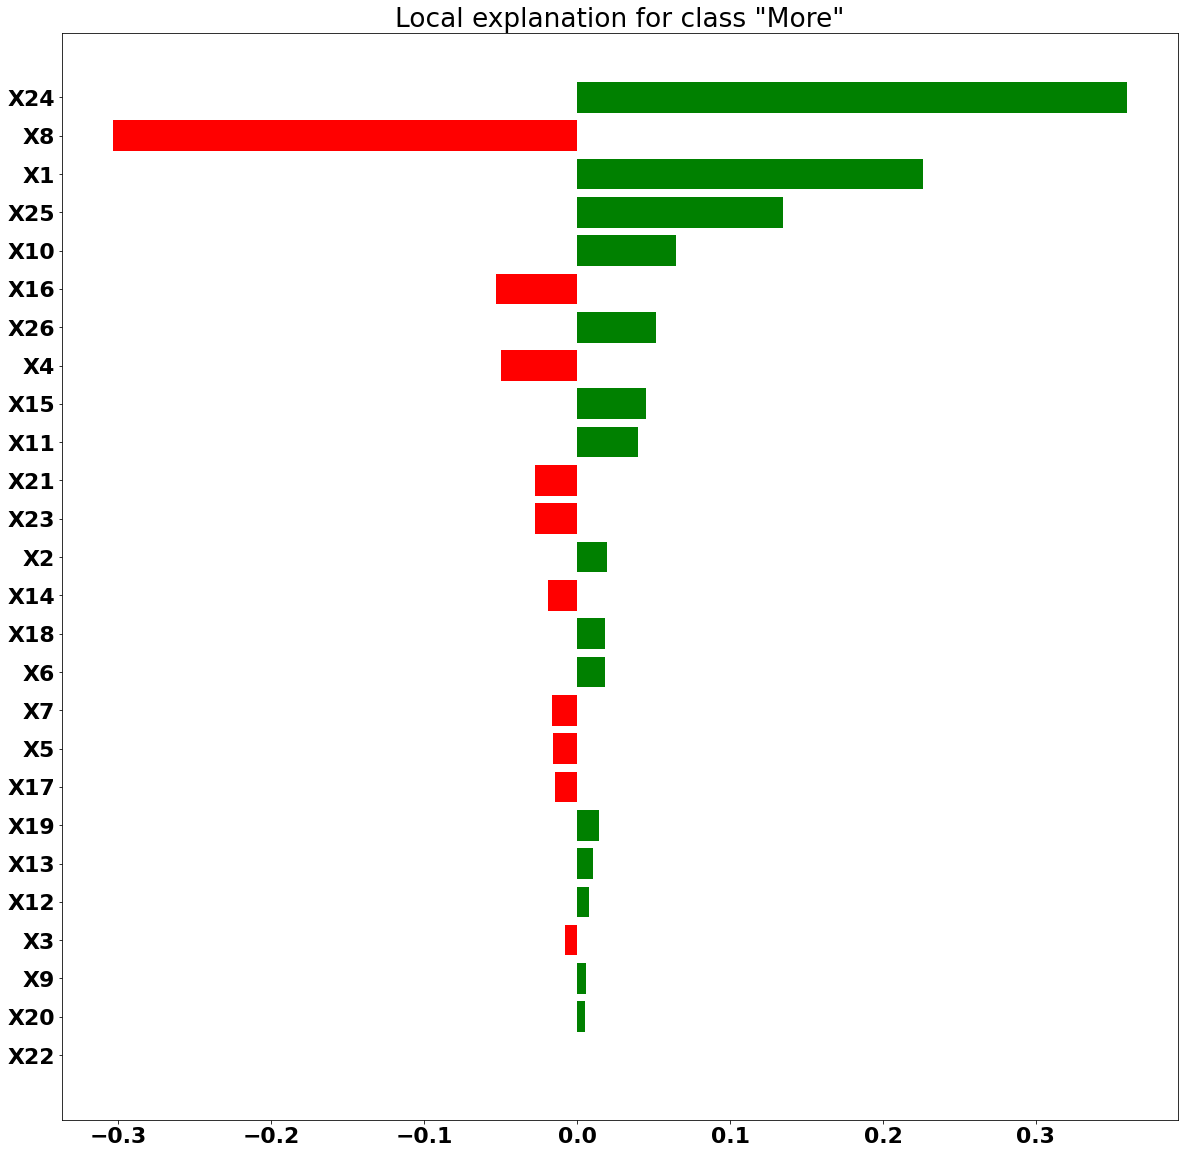 Local explanation for class "More"
X24
X8
X1
X25
X10
X16
X26
X4
X15
X11
X21
X23
X2
X14
X18
X6
X7
X5
X17
X19
X13
X12
X3
X9
X20
X22
−0.3 −0.2 −0.1 0.0 0.1 0.2 0.3